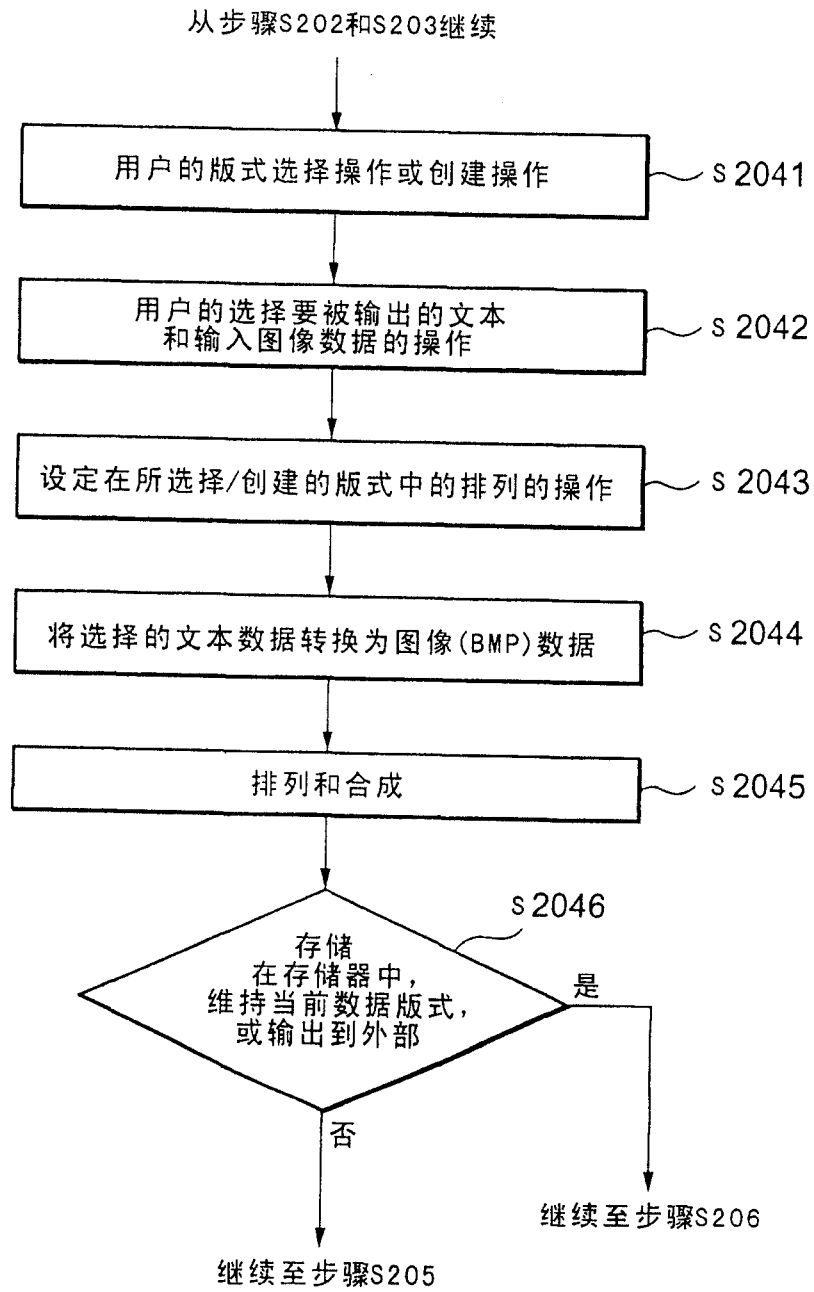 从步骤S202和S203继续
用户的版式选择操作或创建操作
S2041
用户的选择要被输出的文本
和输入图像数据的操作
S2042
设定在所选择/创建的版式中的排列的操作
S2043
将选择的文本数据转换为图像(BMP)数据
S2044
排列和合成
S2045
S2046
存储
在存储器中,
维持当前数据版式,
或输出到外部
是
否
继续至步骤S206
继续至步骤S205